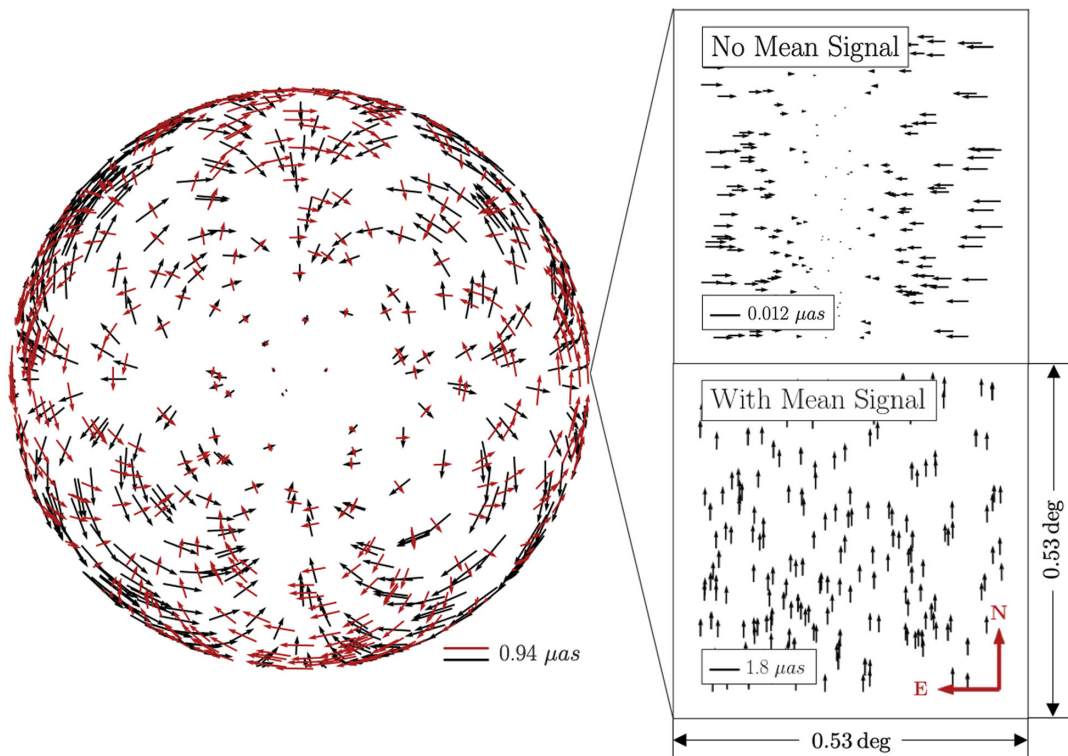 No Mean Signal
0.012 μas
With Mean Signal
1.8 μas
N
E
0.53 deg
0.53 deg
0.94 μas